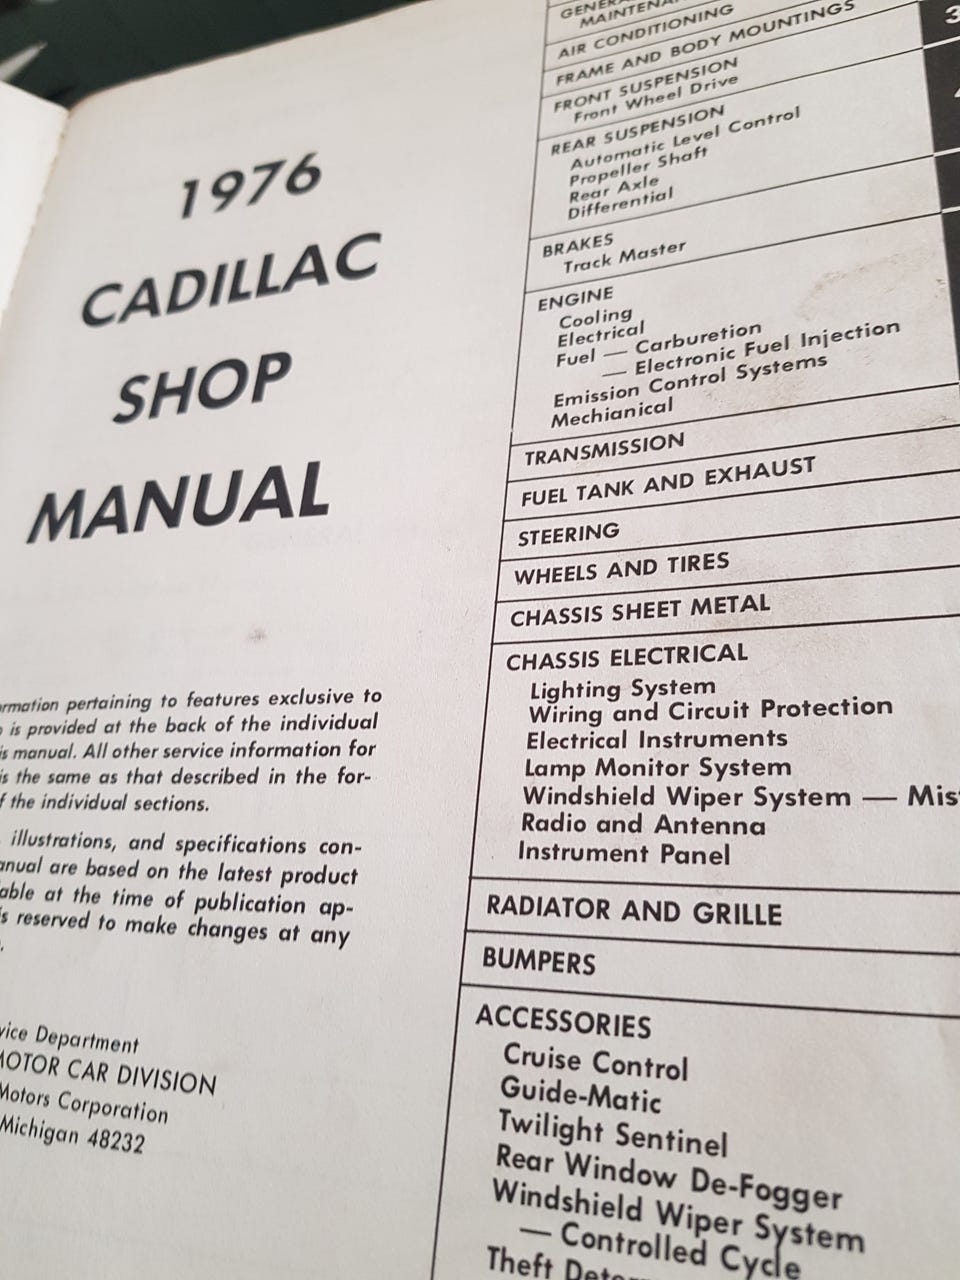 1976
CADILLAC
SHOP
MANUAL
pertaining to features exclusive to
is provided at the back of the individual
manual. All other service information for
is the same as that described in the for-
the individual sections.
illustrations, and specifications con-
are based on the latest product
at the time of publication ap-
reserved to make changes at any
Department
MOTOR CAR DIVISION
Motors Corporation
Michigan 48232
AIR CONDITIONING
FRAME AND BODY MOUNTINGS
FRONT SUSPENSION
Front Wheel Drive
REAR SUSPENSION
Automatic Level Control
Propeller Shaft
Rear Axle
Differential
BRAKES
Track Master
ENGINE
Cooling
Electrical
Fuel — Carburetion
— Electronic Fuel Injection
Emission Control Systems
Mechianical
TRANSMISSION
FUEL TANK AND EXHAUST
STEERING
WHEELS AND TIRES
CHASSIS SHEET METAL
CHASSIS ELECTRICAL
Lighting System
Wiring and Circuit Protection
Electrical Instruments
Lamp Monitor System
Windshield Wiper System —
Radio and Antenna
Instrument Panel
RADIATOR AND GRILLE
BUMPERS
ACCESSORIES
Cruise Control
Guide-Matic
Twilight Sentinel
Rear Window De-Fogger
Windshield Wiper System
— Controlled Cycle
Theft